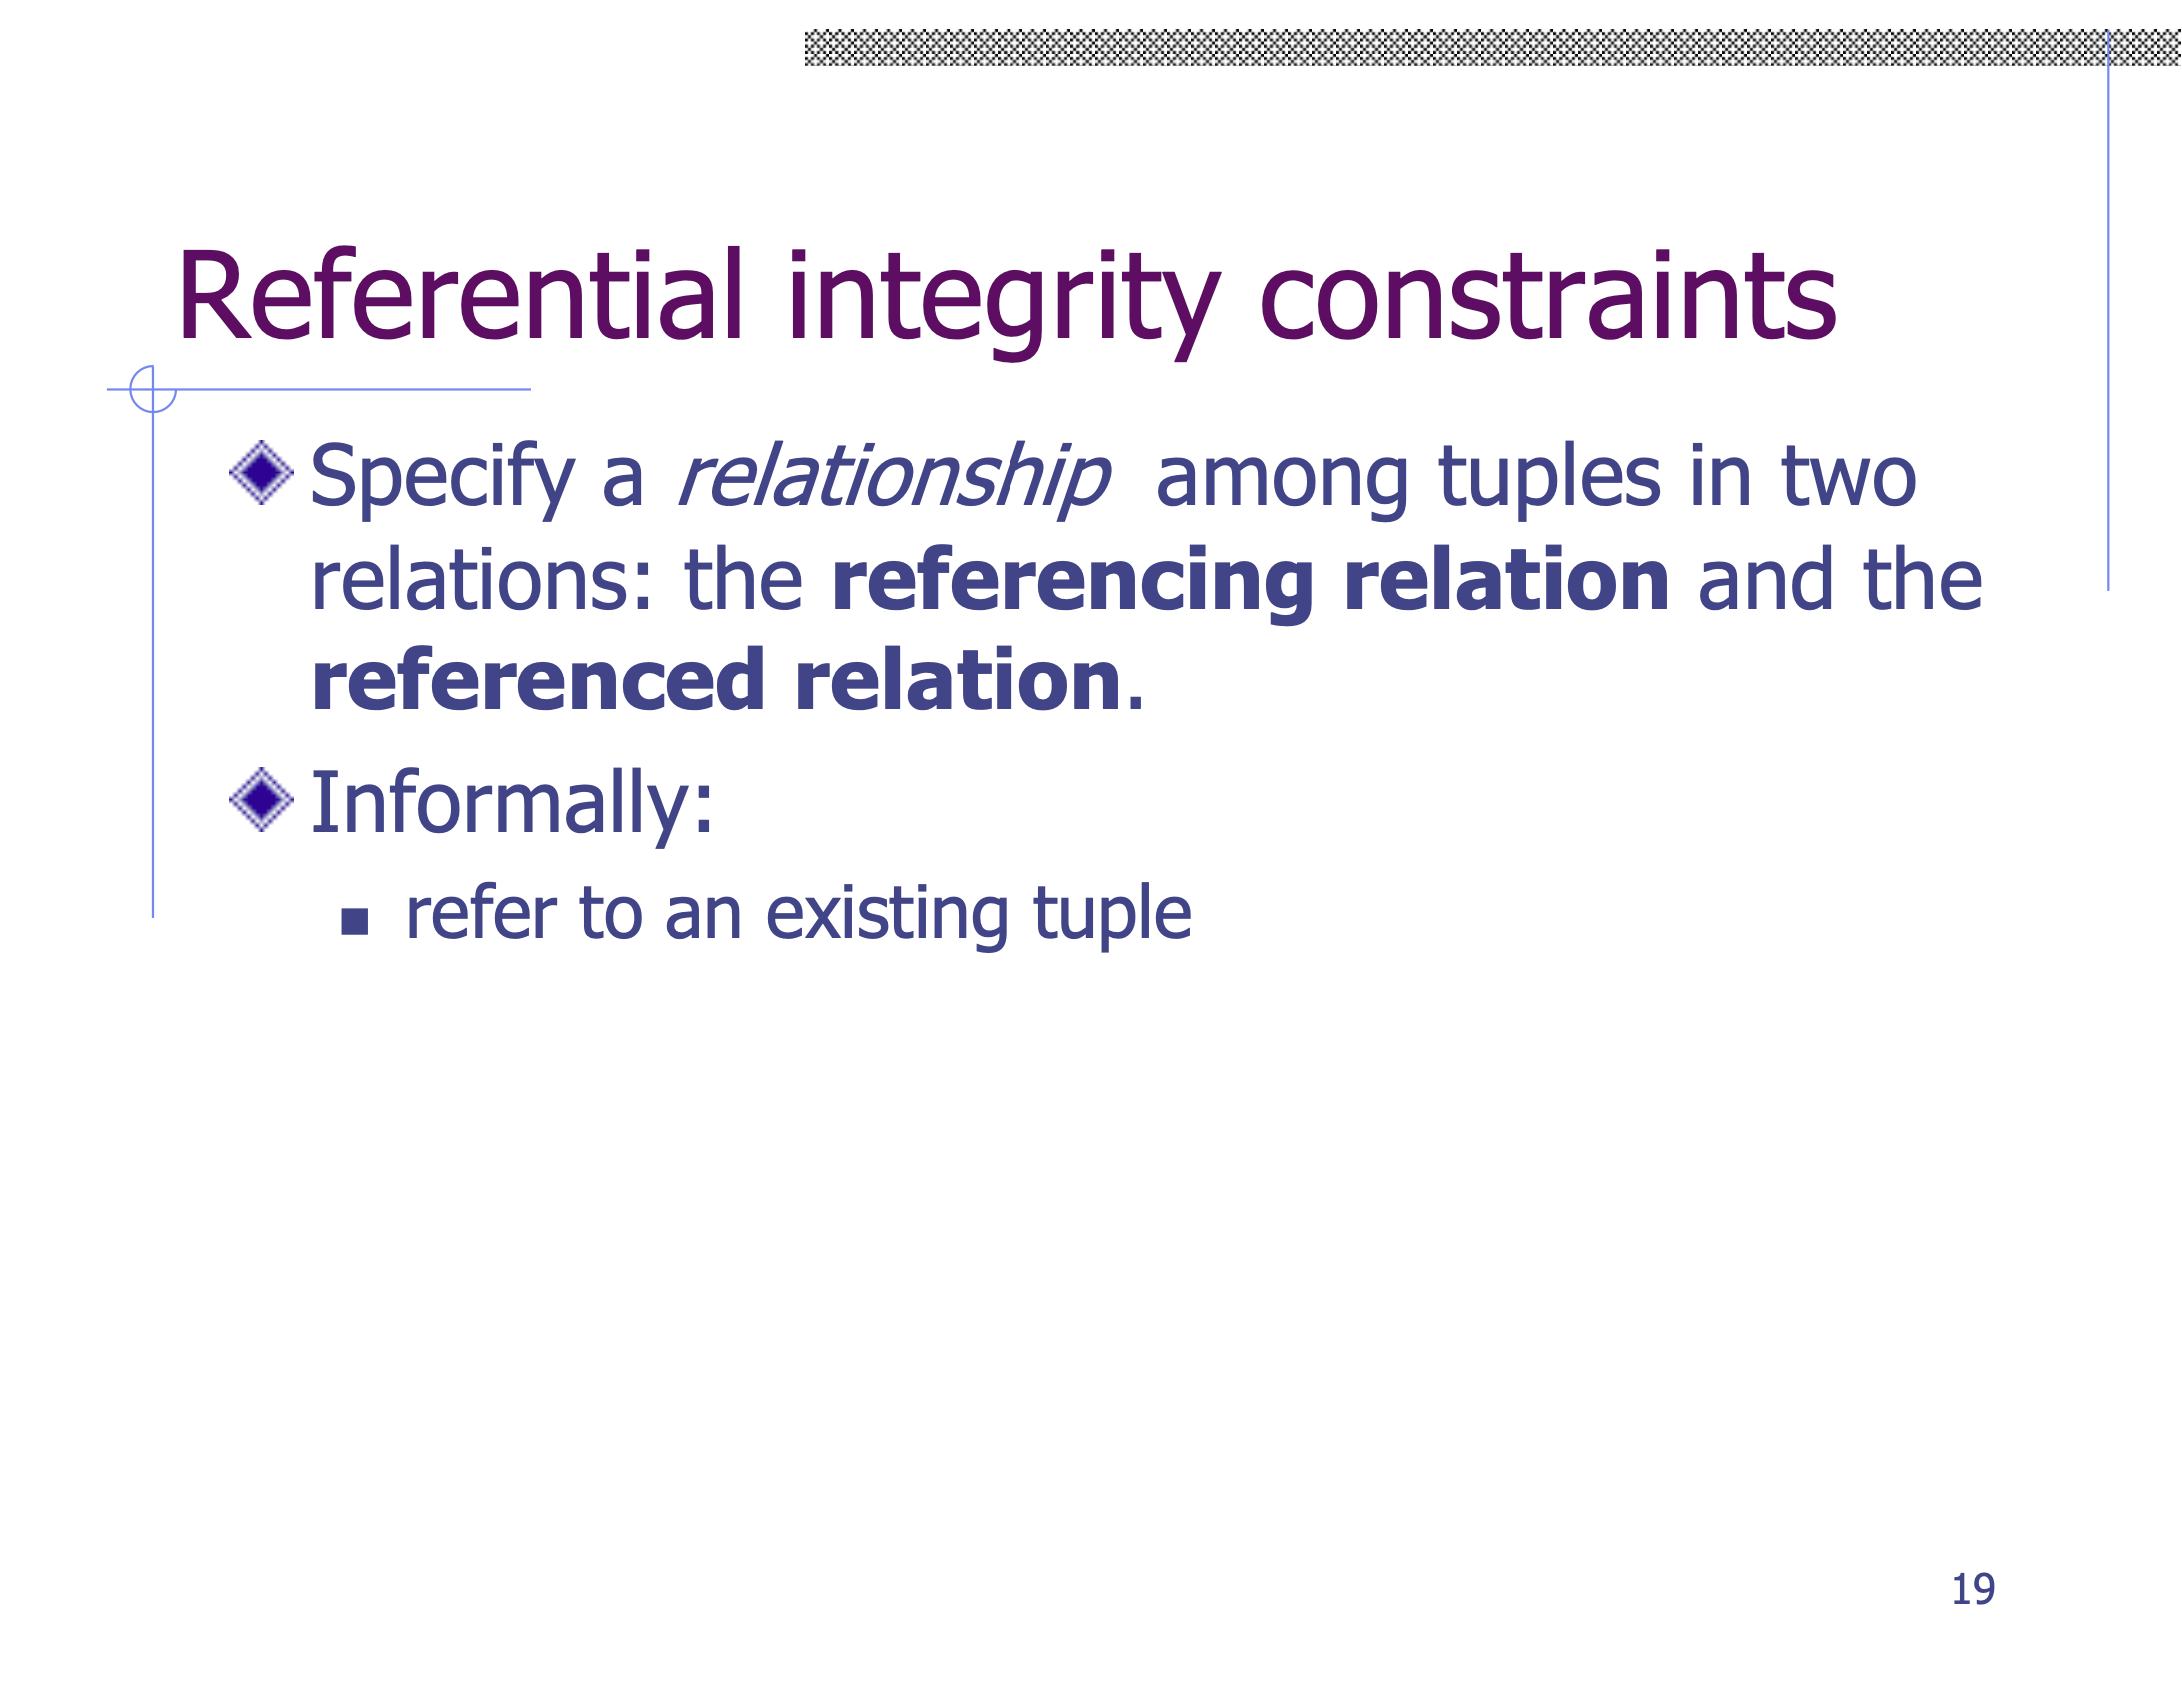 Referential integrity constraints
Specify a relationship among tuples in two
relations: the referencing relation and the
referenced relation.
Informally:
refer to an existing tuple
19